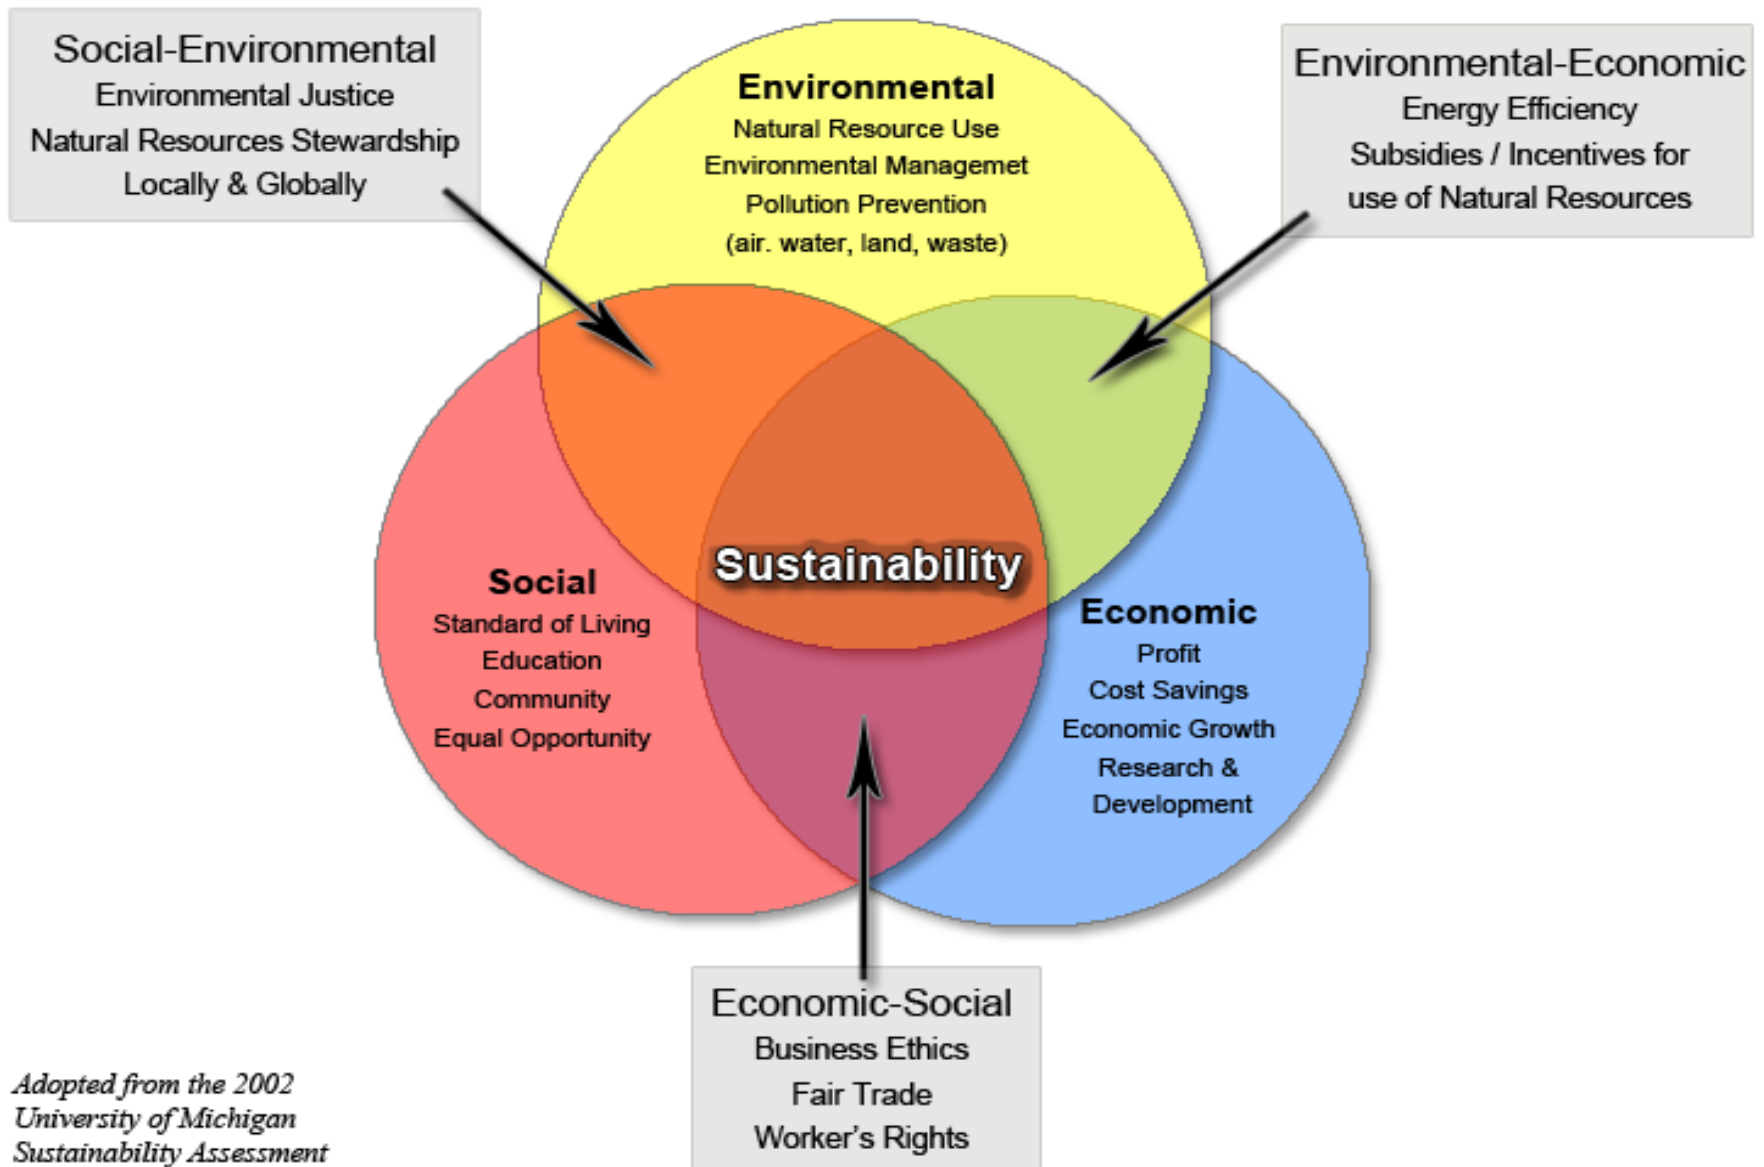 Social-Environmental
Environmental Justice
Natural Resources Stewardship
Locally & Globally
Environmental
Natural Resource Use
Environmental Managemet
Pollution Prevention
(air. water, land, waste)
Environmental-Economic
Energy Efficiency
Subsidies / Incentives for
use of Natural Resources
Sustainability
Social
Standard of Living
Education
Community
Equal Opportunity
Economic
Profit
Cost Savings
Economic Growth
Research &
Development
Economic-Social
Business Ethics
Fair Trade
Worker's Rights
Adopted from the 2002
University of Michigan
Sustainability Assessment